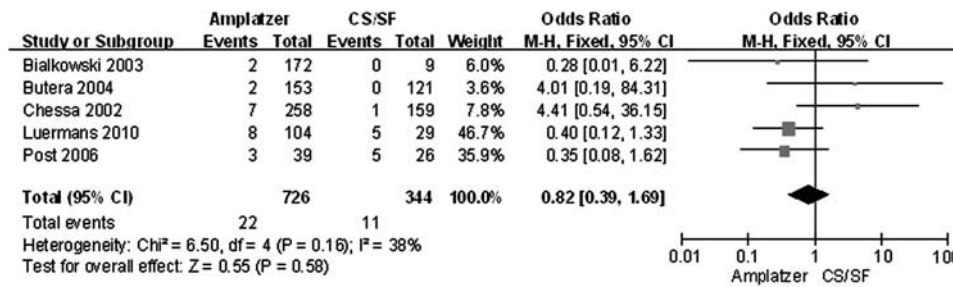 Amplatzer CS/SF Odds Ratio Odds Ratio
Study or Subgroup Events Total Events Total Weight M-H, Fixed, 95% CI M-H, Fixed, 95% CI
Bialkowski 2003 2 172 0 9 6.0% 0.28 [0.01, 6.22]
Butera 2004 2 153 0 121 3.6% 4.01 [0.19, 84.31]
Chessa 2002 7 258 1 159 7.8% 4.41 [0.54, 36.15]
Luermans 2010 8 104 5 29 46.7% 0.40 [0.12, 1.33]
Post 2006 3 39 5 26 35.9% 0.35 [0.08, 1.62]
Total (95% CI) 726 344 100.0% 0.82 [0.39, 1.69]
Total events 22 11
Heterogeneity: Chi² = 6.50, df = 4 (P = 0.16); I² = 38%
Test for overall effect: Z = 0.55 (P = 0.58)
0.01 0.1 1 10 100
Amplatzer CS/SF